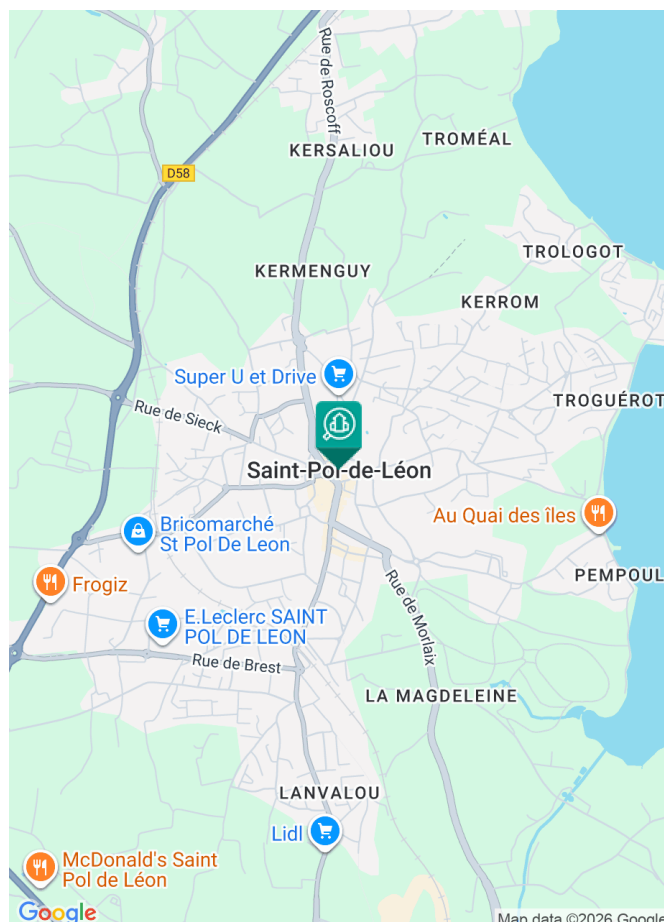 Rue de Roscoff
TROMÉAL
KERSALIOU
D58
TROLOGOT
KERMENGUY
KERROM
Super U et Drive
TROGUÉROT
Rue de Sieck
Saint-Pol-de-Léon
Au Quai des îles
Bricomarché
St Pol De Leon
PEMPOUL
Frogiz
E.Leclerc SAINT
POL DE LEON
Rue de Morlaix
Rue de Brest
LA MAGDELEINE
LANVALOU
Lidl
McDonald's Saint
Pol de Léon
Google
Map data ©2026 Google